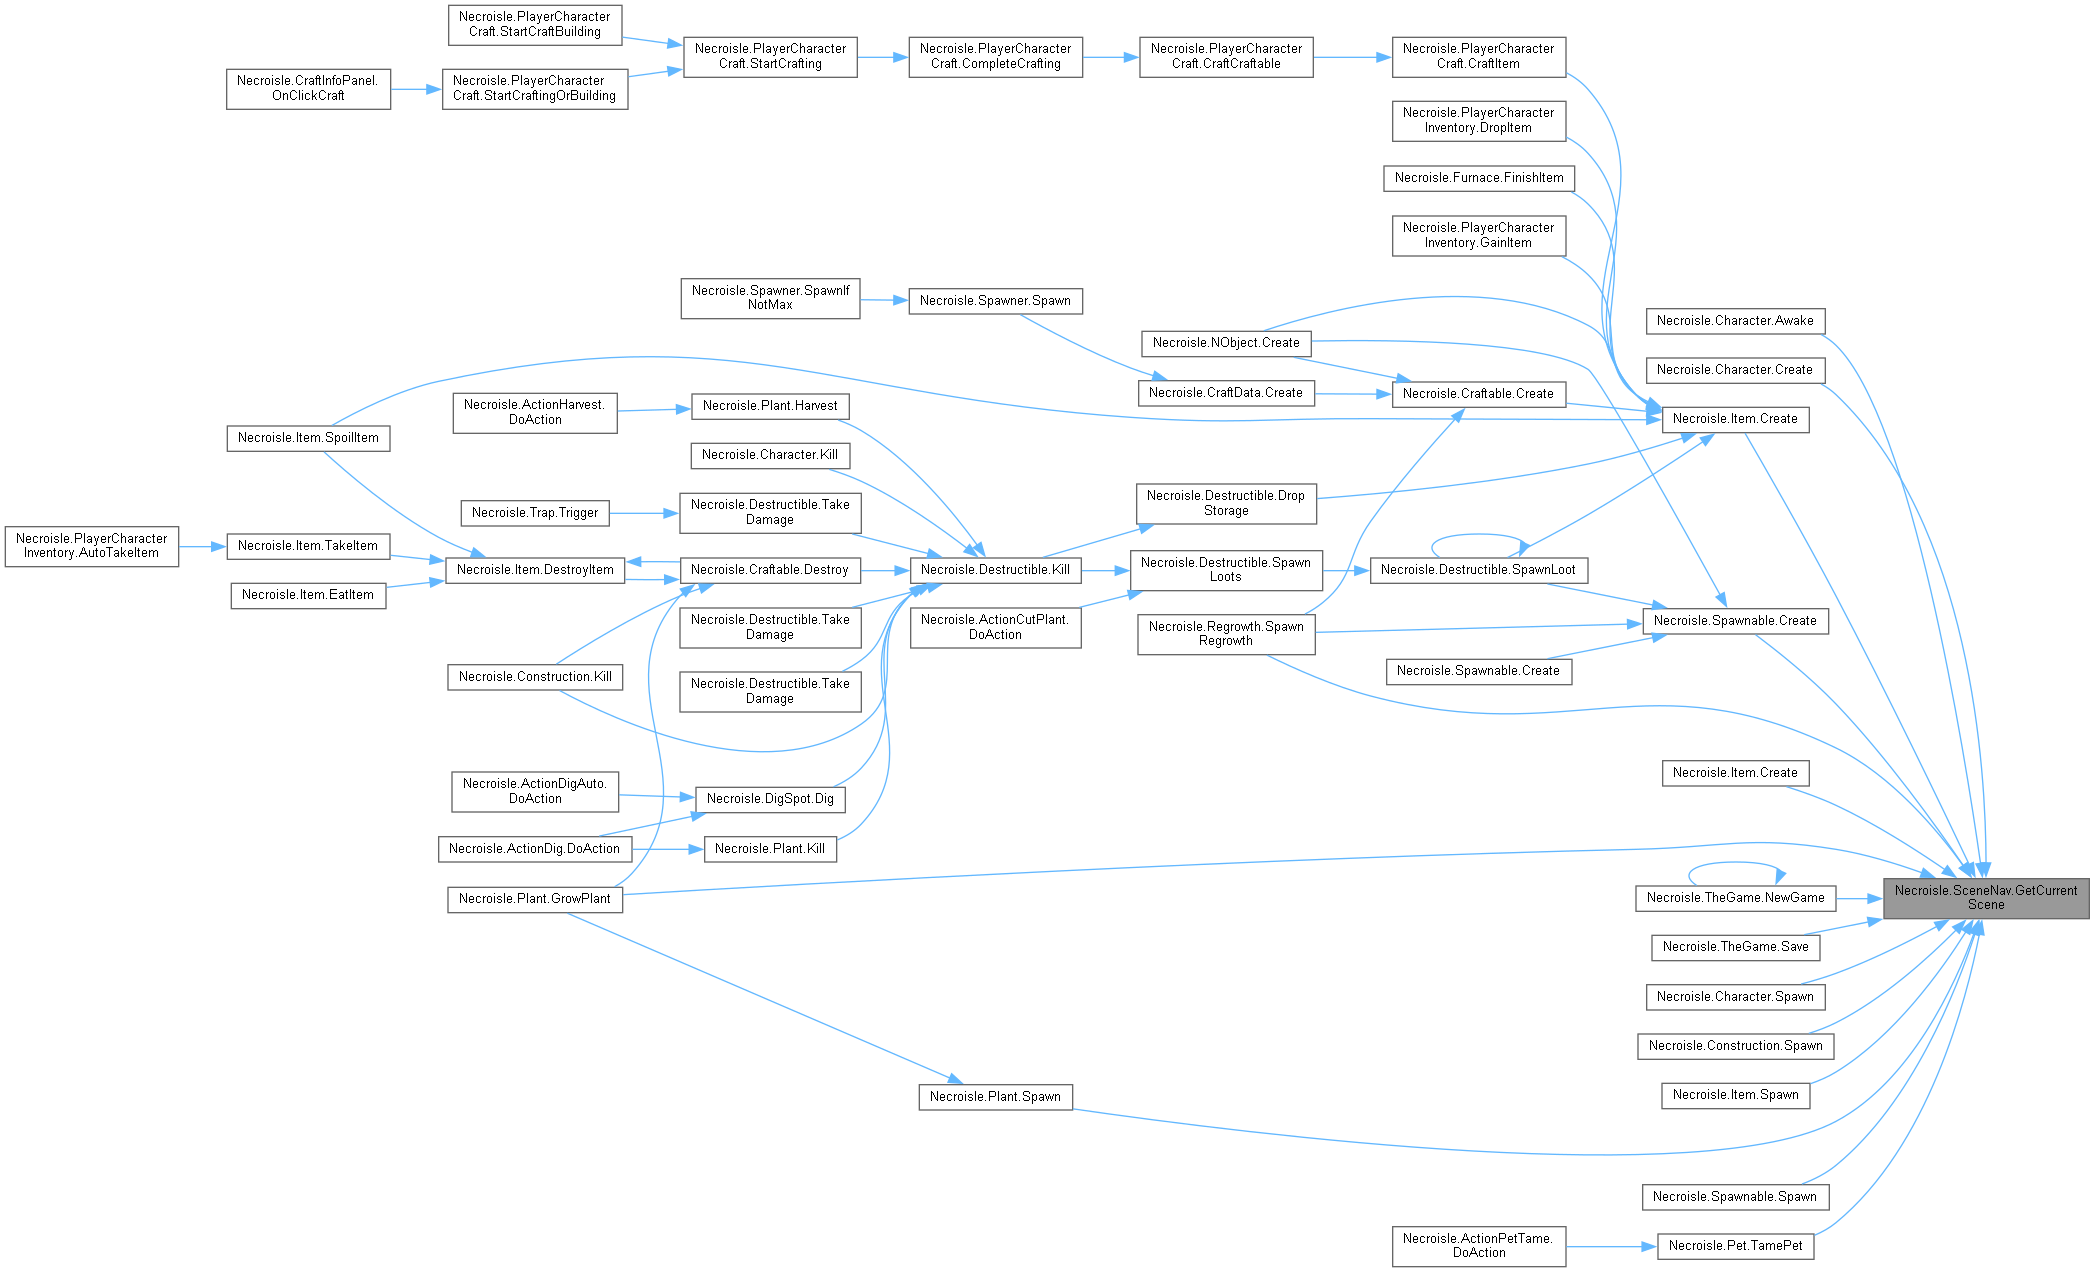 Necroisle.PlayerCharacter
Craft.StartCraftBuilding
Necroisle.CraftInfoPanel.
OnClickCraft
Necroisle.PlayerCharacter
Craft.StartCraftingOrBuilding
Necroisle.PlayerCharacter
Craft.StartCrafting
Necroisle.PlayerCharacter
Craft.CompleteCrafting
Necroisle.PlayerCharacter
Craft.CraftCraftable
Necroisle.PlayerCharacter
Craft.CraftItem
Necroisle.PlayerCharacter
Inventory.DropItem
Necroisle.Furnace.FinishItem
Necroisle.PlayerCharacter
Inventory.GainItem
Necroisle.Spawner.SpawnIf
NotMax
Necroisle.Spawner.Spawn
Necroisle.NObject.Create
Necroisle.CraftData.Create
Necroisle.Craftable.Create
Necroisle.Character.Awake
Necroisle.Character.Create
Necroisle.Item.Create
Necroisle.ActionHarvest.
DoAction
Necroisle.Plant.Harvest
Necroisle.Item.SpoilItem
Necroisle.Character.Kill
Necroisle.Trap.Trigger
Necroisle.Destructible.Take
Damage
Necroisle.Destructible.Drop
Storage
Necroisle.PlayerCharacter
Inventory.AutoTakeItem
Necroisle.Item.TakeItem
Necroisle.Item.EatItem
Necroisle.Item.DestroyItem
Necroisle.Craftable.Destroy
Necroisle.Destructible.Kill
Necroisle.Destructible.Spawn
Loots
Necroisle.Destructible.SpawnLoot
Necroisle.Destructible.Take
Damage
Necroisle.ActionCutPlant.
DoAction
Necroisle.Regrowth.Spawn
Regrowth
Necroisle.Spawnable.Create
Necroisle.Spawnable.Create
Necroisle.Construction.Kill
Necroisle.Destructible.Take
Damage
Necroisle.ActionDigAuto.
DoAction
Necroisle.DigSpot.Dig
Necroisle.ActionDig.DoAction
Necroisle.Plant.Kill
Necroisle.Plant.GrowPlant
Necroisle.Item.Create
Necroisle.SceneNav.GetCurrent
Scene
Necroisle.TheGame.NewGame
Necroisle.TheGame.Save
Necroisle.Character.Spawn
Necroisle.Construction.Spawn
Necroisle.Item.Spawn
Necroisle.Plant.Spawn
Necroisle.Spawnable.Spawn
Necroisle.ActionPetTame.
DoAction
Necroisle.Pet.TamePet